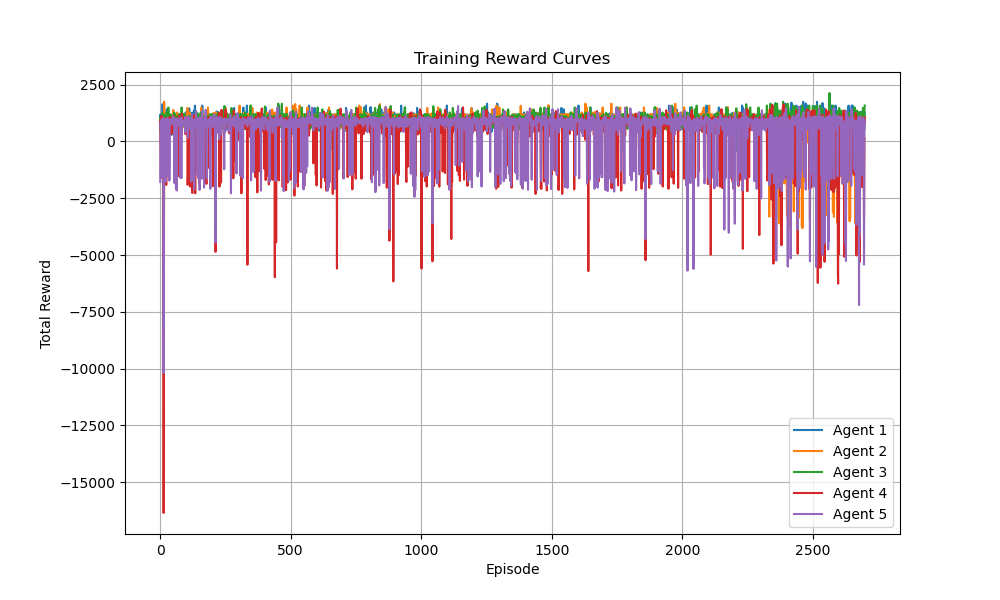 Training Reward Curves
2500
0
−2500
−5000
−7500
−10000
−12500
−15000
Total Reward
0 500 1000 1500 2000 2500
Episode
Agent 1
Agent 2
Agent 3
Agent 4
Agent 5